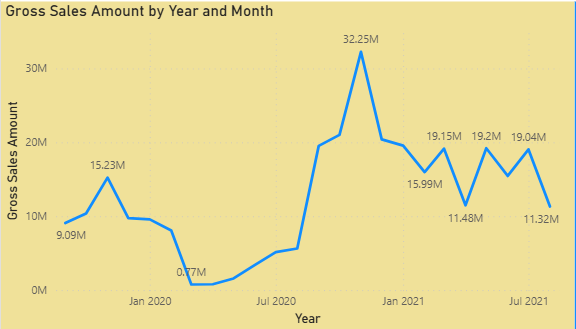 Gross Sales Amount by Year and Month
Gross Sales Amount
30M
20M
10M
0M
9.09M
15.23M
0.77M
32.25M
15.99M
19.15M
11.48M
19.2M
19.04M
11.32M
Jan 2020
Jul 2020
Jan 2021
Jul 2021
Year